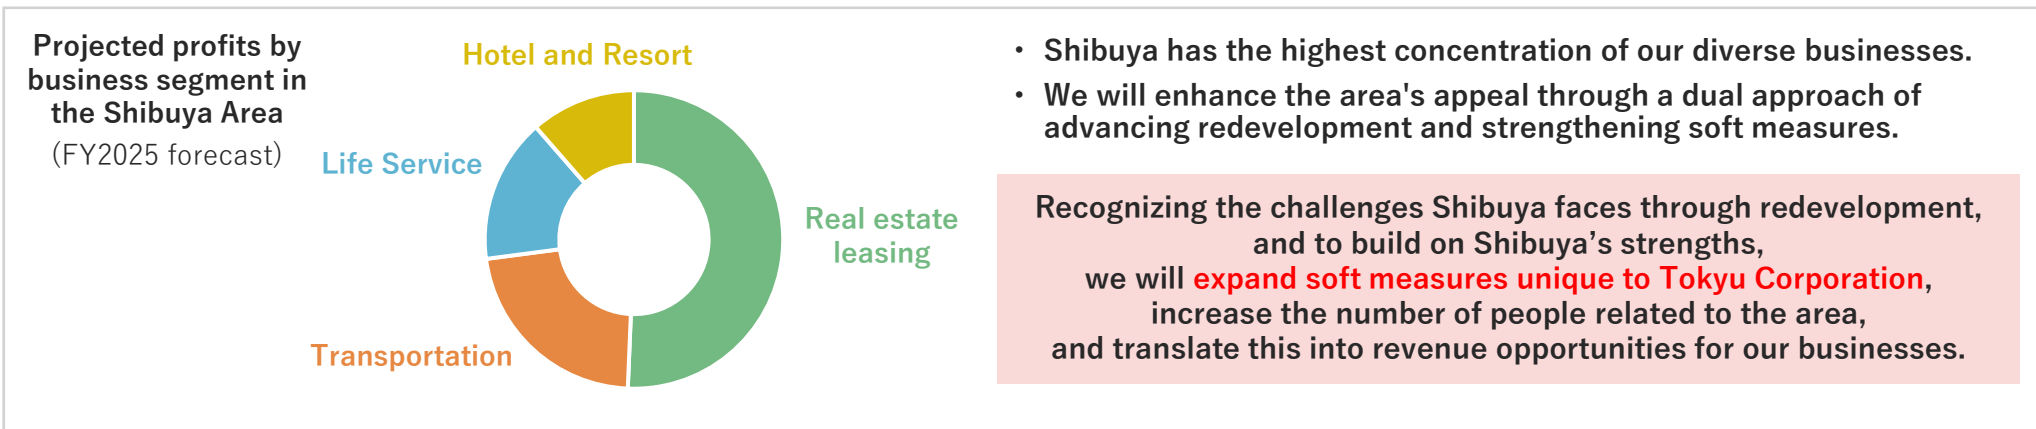 Projected profits by
business segment in
the Shibuya Area
(FY2025 forecast)
Hotel and Resort
Life Service
Real estate
leasing
Transportation
・ Shibuya has the highest concentration of our diverse businesses.
・ We will enhance the area's appeal through a dual approach of
advancing redevelopment and strengthening soft measures.
Recognizing the challenges Shibuya faces through redevelopment,
and to build on Shibuya’s strengths,
we will expand soft measures unique to Tokyu Corporation,
increase the number of people related to the area,
and translate this into revenue opportunities for our businesses.